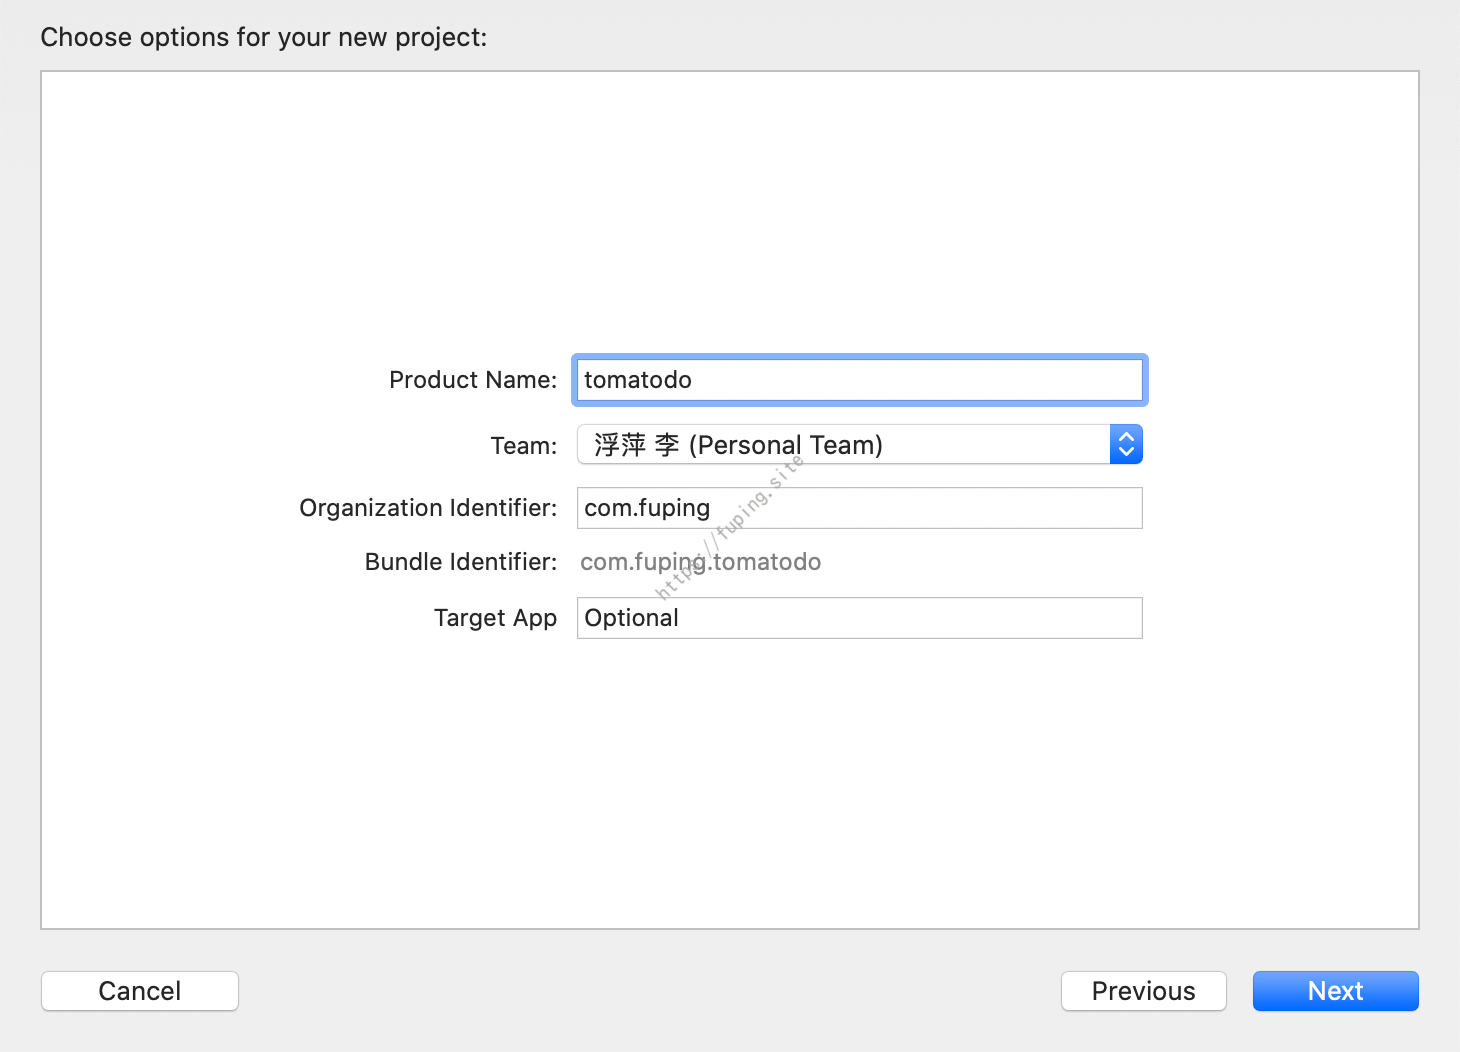 Choose options for your new project:
Product Name: tomatodo
Team: 浮萍 李 (Personal Team)
Organization Identifier: com.fuping
Bundle Identifier: com.fuping.tomatodo
Target App Optional
https://fuping.site
Cancel Previous Next